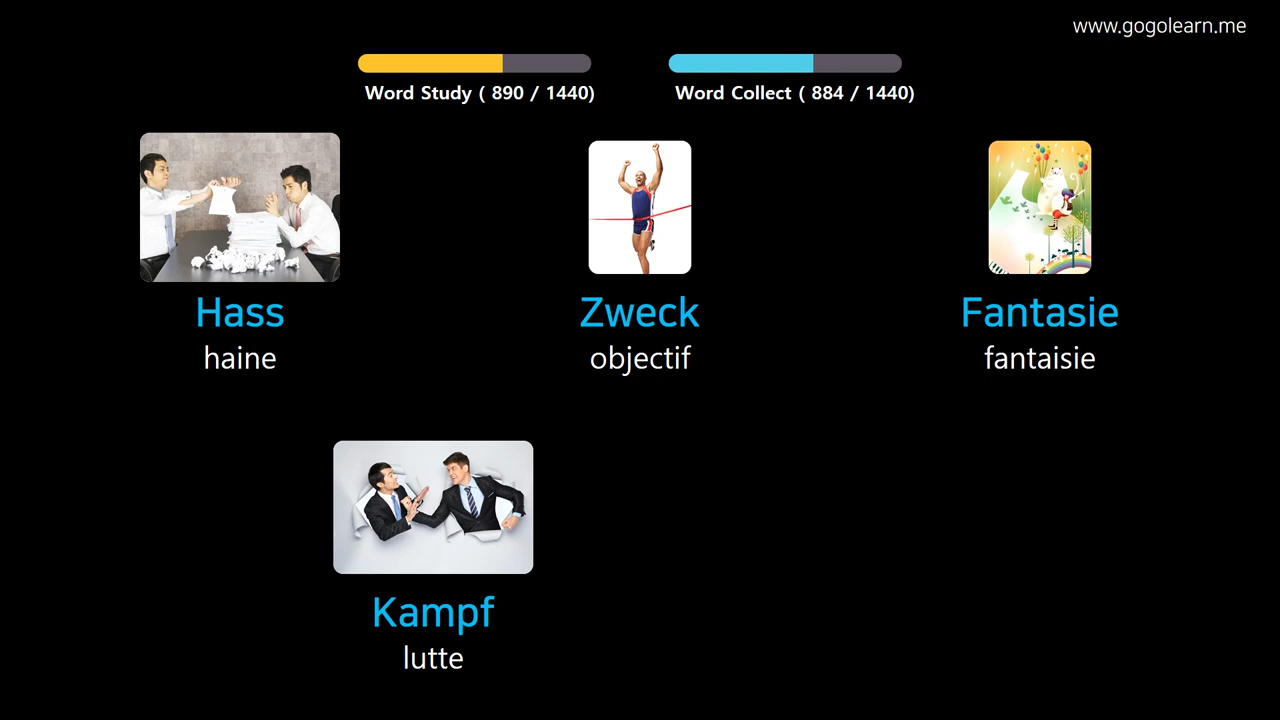 www.gogolearn.me
Word Study ( 890 / 1440)
Word Collect ( 884 / 1440)
Hass
haine
Zweck
objectif
Fantasie
fantaisie
Kampf
lutte